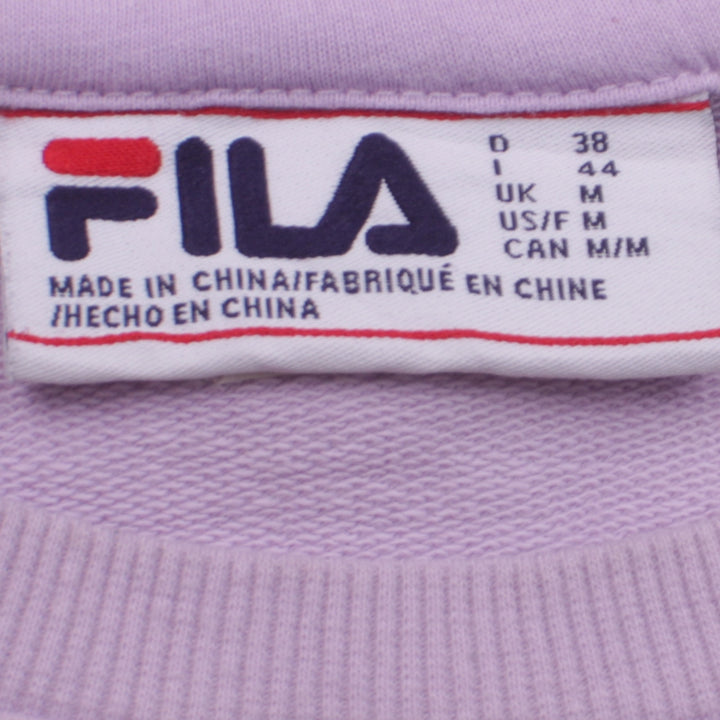 FILA
D 38
I 44
UK M
US/F M
CAN M/M
MADE IN CHINA/FABRIQUÉ EN CHINE
/HECHO EN CHINA